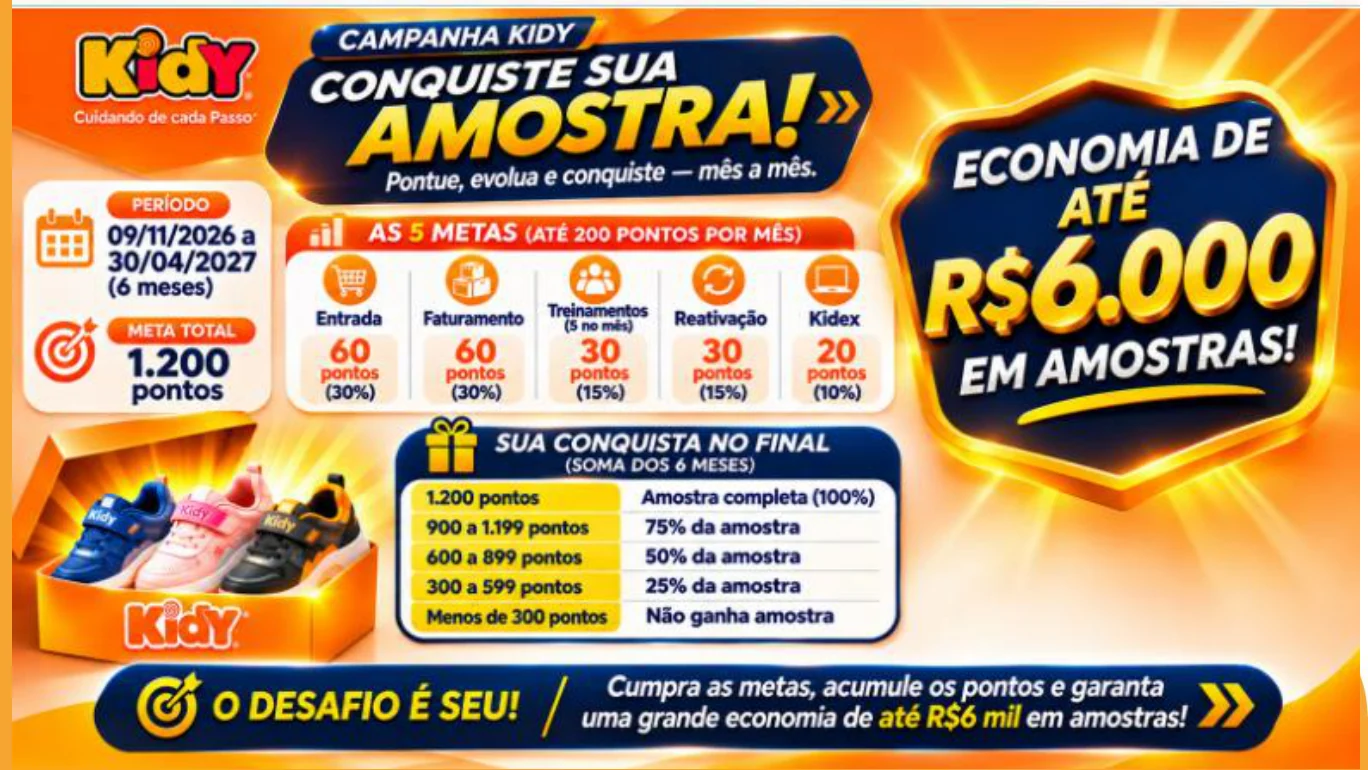 Kidy
Cuidando de cada Passo
CAMPANHA KIDY
CONQUISTE SUA
AMOSTRA!
Pontue, evolua e conquiste — mês a mês.
PERÍODO
09/11/2026 a
30/04/2027
(6 meses)
META TOTAL
1.200
pontos
AS 5 METAS (ATÉ 200 PONTOS POR MÊS)
Entrada
60
pontos
(30%)
Faturamento
60
pontos
(30%)
Treinamentos
(5 no mês)
30
pontos
(15%)
Reativação
30
pontos
(15%)
Kidex
20
pontos
(10%)
ECONOMIA DE
ATÉ
R$6.000
EM AMOSTRAS!
SUA CONQUISTA NO FINAL
(SOMA DOS 6 MESES)
1.200 pontos Amostra completa (100%)
900 a 1.199 pontos 75% da amostra
600 a 899 pontos 50% da amostra
300 a 599 pontos 25% da amostra
Menos de 300 pontos Não ganha amostra
Kidy
Kidy
Kidy
Kidy
O DESAFIO É SEU!
Cumpra as metas, acumule os pontos e garanta
uma grande economia de até R$6 mil em amostras!